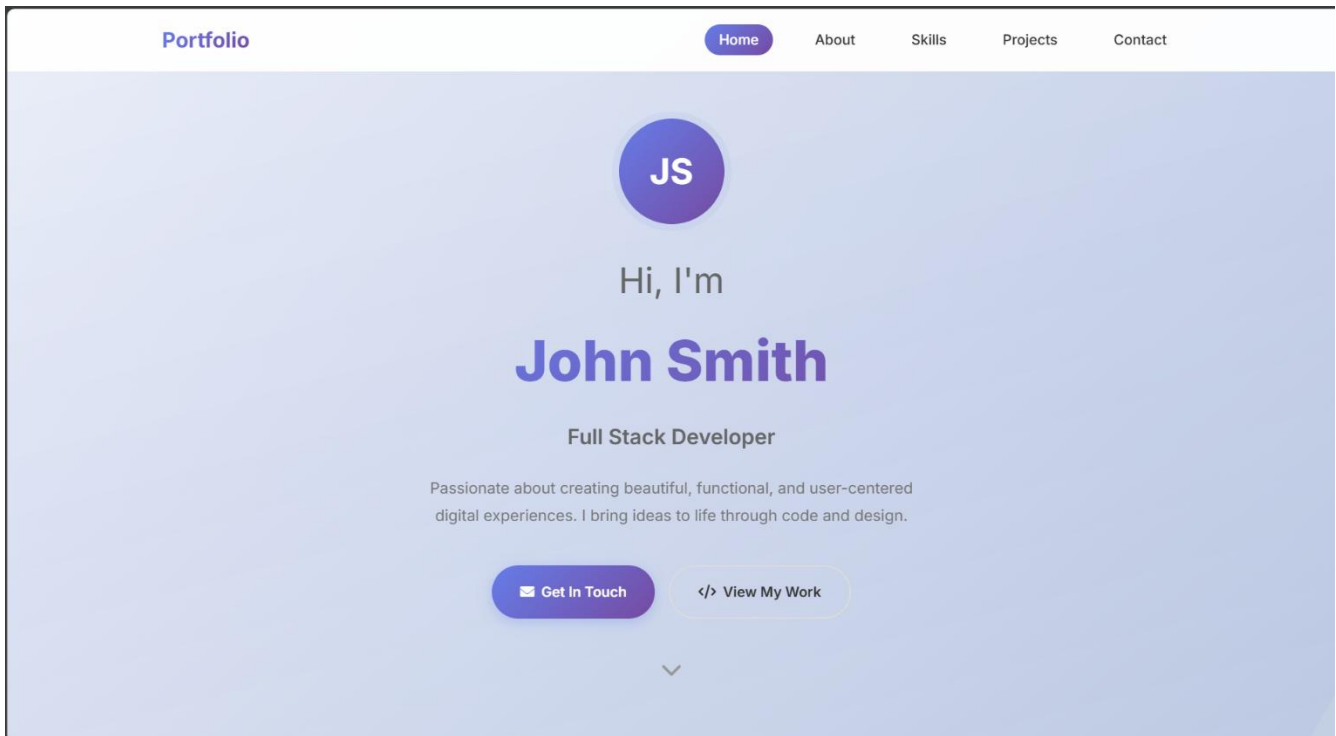 Portfolio
Home
About
Skills
Projects
Contact
JS
Hi, I'm
John Smith
Full Stack Developer
Passionate about creating beautiful, functional, and user-centered
digital experiences. I bring ideas to life through code and design.
Get In Touch
</> View My Work